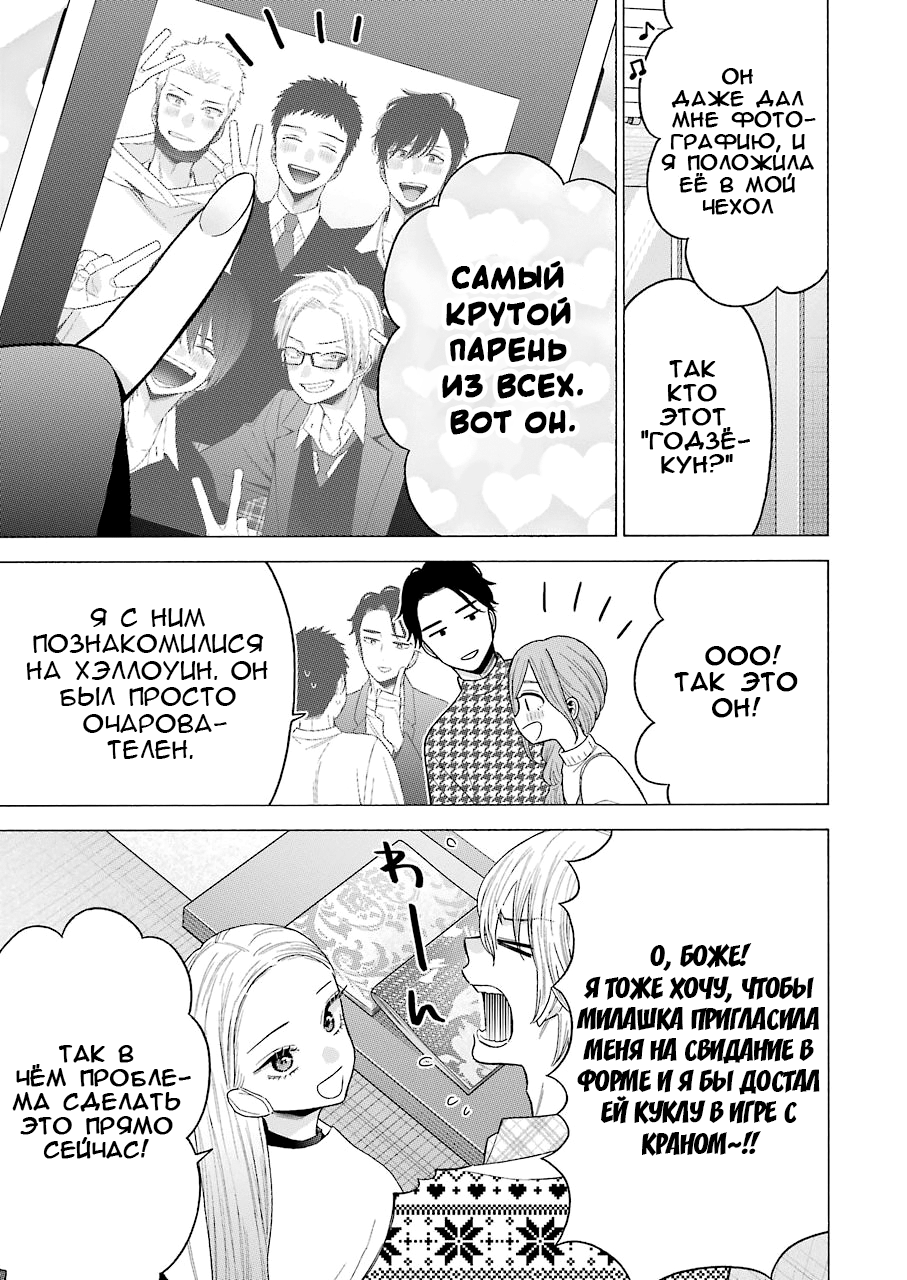 ОН
ДАЖЕ ДАЛ
МНЕ ФОТО-
ГРАФИЮ, И
Я ПОЛОЖИЛА
ЕЁ В МОЙ
ЧЕХОЛ
ТАК
КТО
ЭТОТ
"ГОДЗЁ-
КУН?"
САМЫЙ
КРУТОЙ
ПАРЕНЬ
ИЗ ВСЕХ.
ВОТ ОН.
ООО!
ТАК ЭТО
ОН!
Я С НИМ
ПОЗНАКОМИЛИСЯ
НА ХЭЛЛОУИН. ОН
БЫЛ ПРОСТО
ОЧАРОВА-
ТЕЛЕН.
О, БОЖЕ!
Я ТОЖЕ ХОЧУ, ЧТОБЫ
МИЛАШКА ПРИГЛАСИЛА
МЕНЯ НА СВИДАНИЕ В
ФОРМЕ И Я БЫ ДОСТАЛ
ЕЙ КУКЛУ В ИГРЕ С
КРАНОМ~!!
わーん
ТАК В
ЧЁМ ПРОБЛЕ-
МА СДЕЛАТЬ
ЭТО ПРЯМО
СЕЙЧАС!